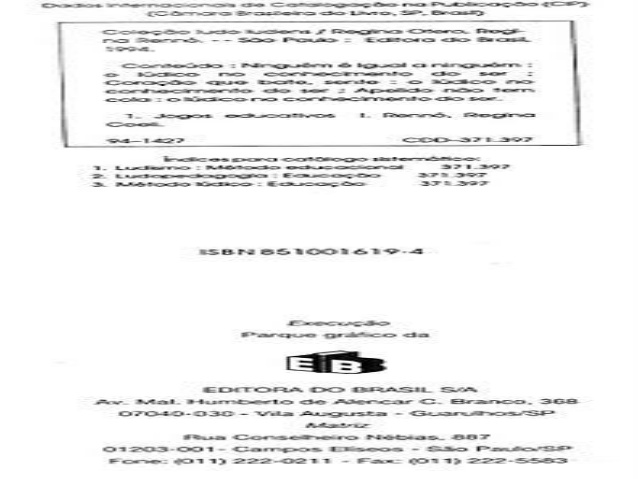 Dados Internacionais de Catalogação na Publicação (CIP)
(Câmara Brasileira do Livro, SP, Brasil)
Coleção ludo ludens / Regina Otero, Regi-
na Rennó. -- São Paulo : Editora do Brasil,
1994.
Conteúdo : Ninguém é igual a ninguém :
o lúdico no conhecimento do ser ;
Coração que bate, sente : o lúdico no
conhecimento do ser ; Apelido não tem
cola : o lúdico no conhecimento do ser.
1. Jogos educativos I. Rennó, Regina
Coeli.
94-1427 CDD-371.397
Índices para catálogo sistemático:
1. Ludismo : Método educacional 371.397
2. Ludopedagogia : Educação 371.397
3. Método lúdico : Educação 371.397
ISBN 851001619-4
Execução
Parque gráfico da
EB
EDITORA DO BRASIL S/A
Av. Mal. Humberto de Alencar C. Branco, 368
07040-030 - Vila Augusta - Guarulhos/SP
Matriz
Rua Conselheiro Nébias, 887
01203-001- Campos Elíseos - São Paulo/SP
Fone: (011) 222-0211 - Fax: (011) 222-5583